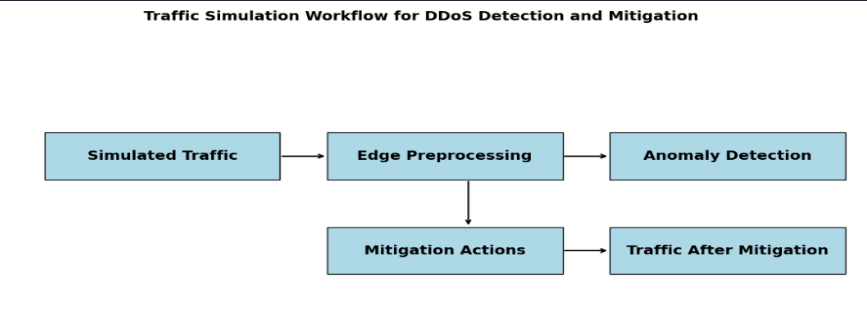 Traffic Simulation Workflow for DDoS Detection and Mitigation
Simulated Traffic
Edge Preprocessing
Anomaly Detection
Mitigation Actions
Traffic After Mitigation